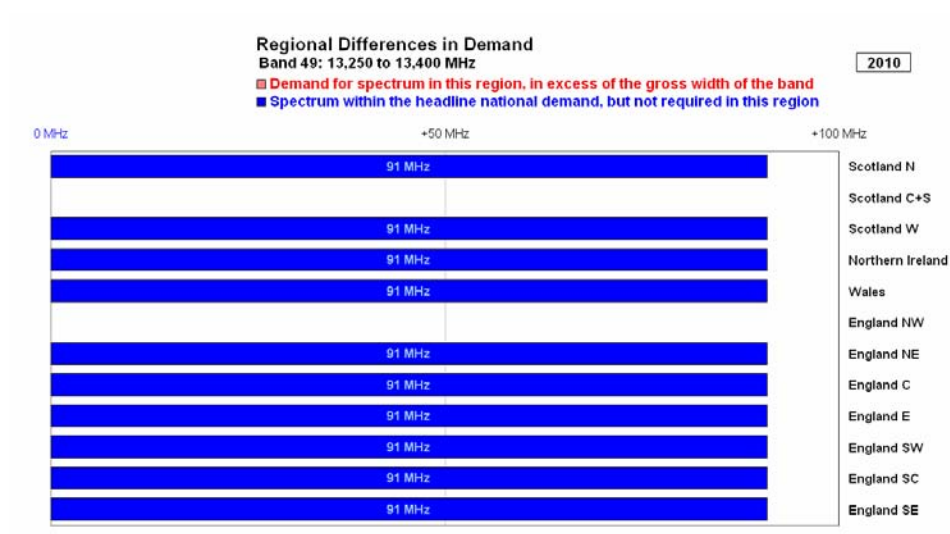 Regional Differences in Demand
Band 49: 13,250 to 13,400 MHz
2010
Demand for spectrum in this region, in excess of the gross width of the band
Spectrum within the headline national demand, but not required in this region
0 MHz +50 MHz +100 MHz
91 MHz Scotland N
Scotland C+S
91 MHz Scotland W
91 MHz Northern Ireland
91 MHz Wales
England NW
91 MHz England NE
91 MHz England C
91 MHz England E
91 MHz England SW
91 MHz England SC
91 MHz England SE